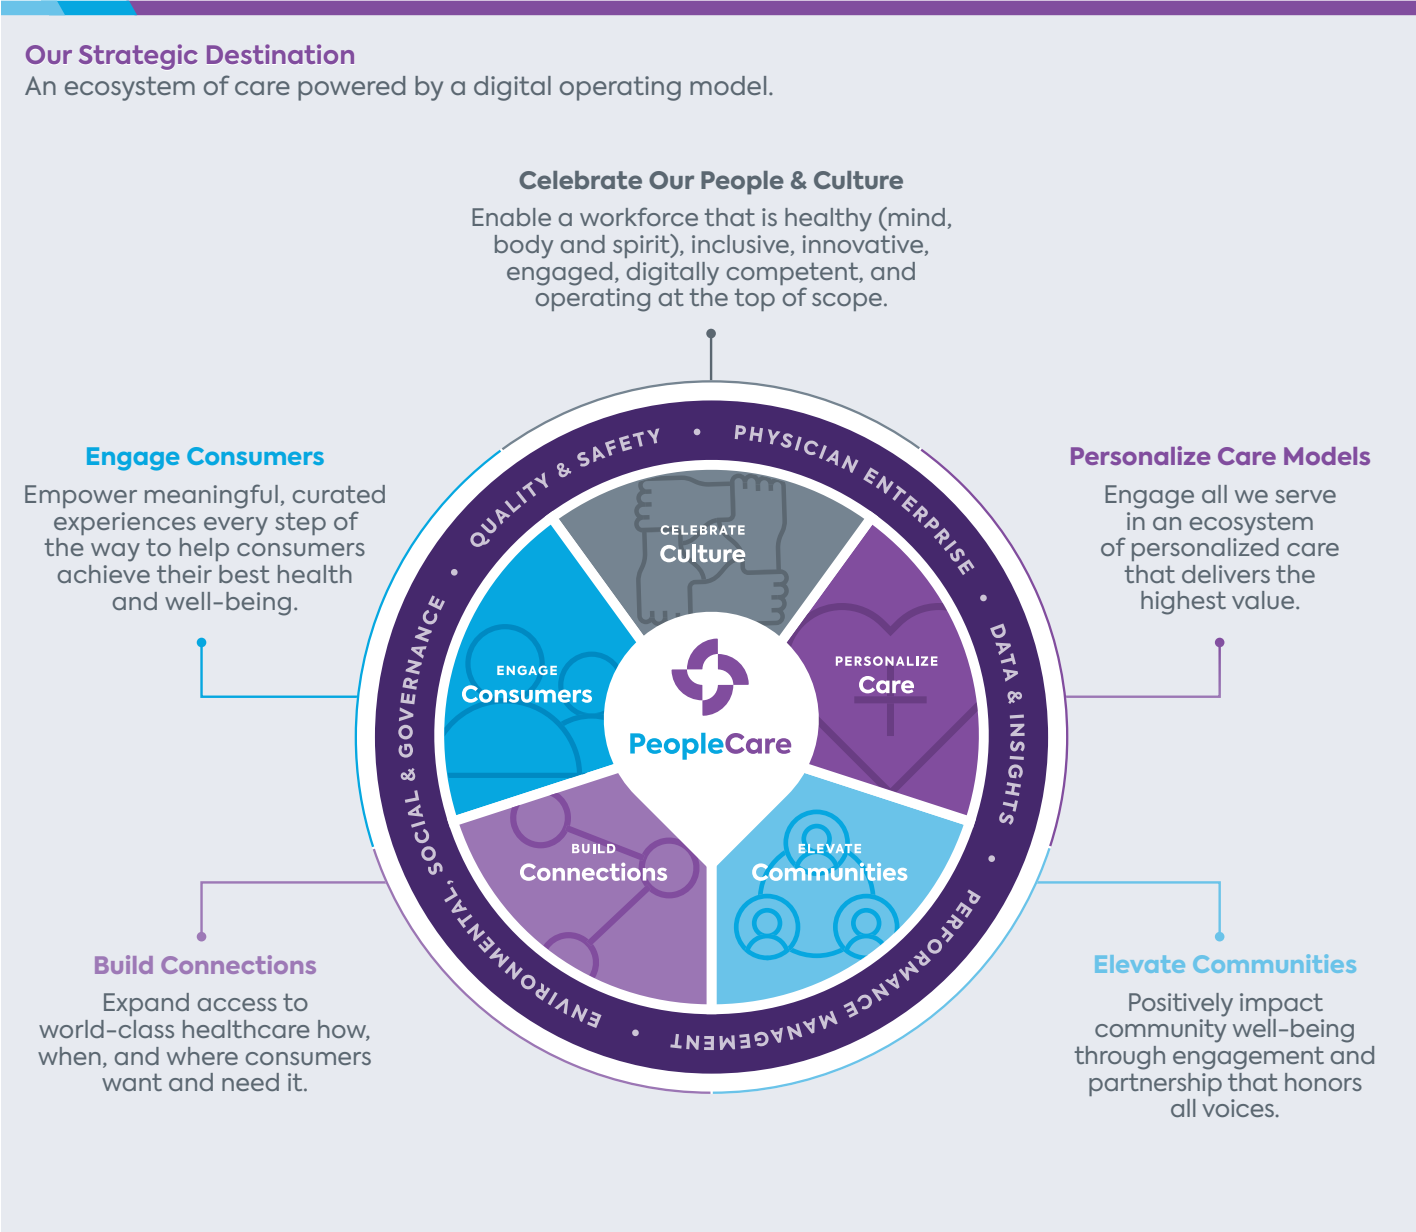 Our Strategic Destination
An ecosystem of care powered by a digital operating model.
Celebrate Our People & Culture
Enable a workforce that is healthy (mind,
body and spirit), inclusive, innovative,
engaged, digitally competent, and
operating at the top of scope.
Engage Consumers
Empower meaningful, curated
experiences every step of
the way to help consumers
achieve their best health
and well-being.
Personalize Care Models
Engage all we serve
in an ecosystem
of personalized care
that delivers the
highest value.
QUALITY & SAFETY • PHYSICIAN ENTERPRISE • DATA & INSIGHTS • PERFORMANCE MANAGEMENT • ENVIRONMENTAL, SOCIAL & GOVERNANCE •
CELEBRATE
Culture
ENGAGE
Consumers
PERSONALIZE
Care
PeopleCare
BUILD
Connections
ELEVATE
Communities
Build Connections
Expand access to
world-class healthcare how,
when, and where consumers
want and need it.
Elevate Communities
Positively impact
community well-being
through engagement and
partnership that honors
all voices.